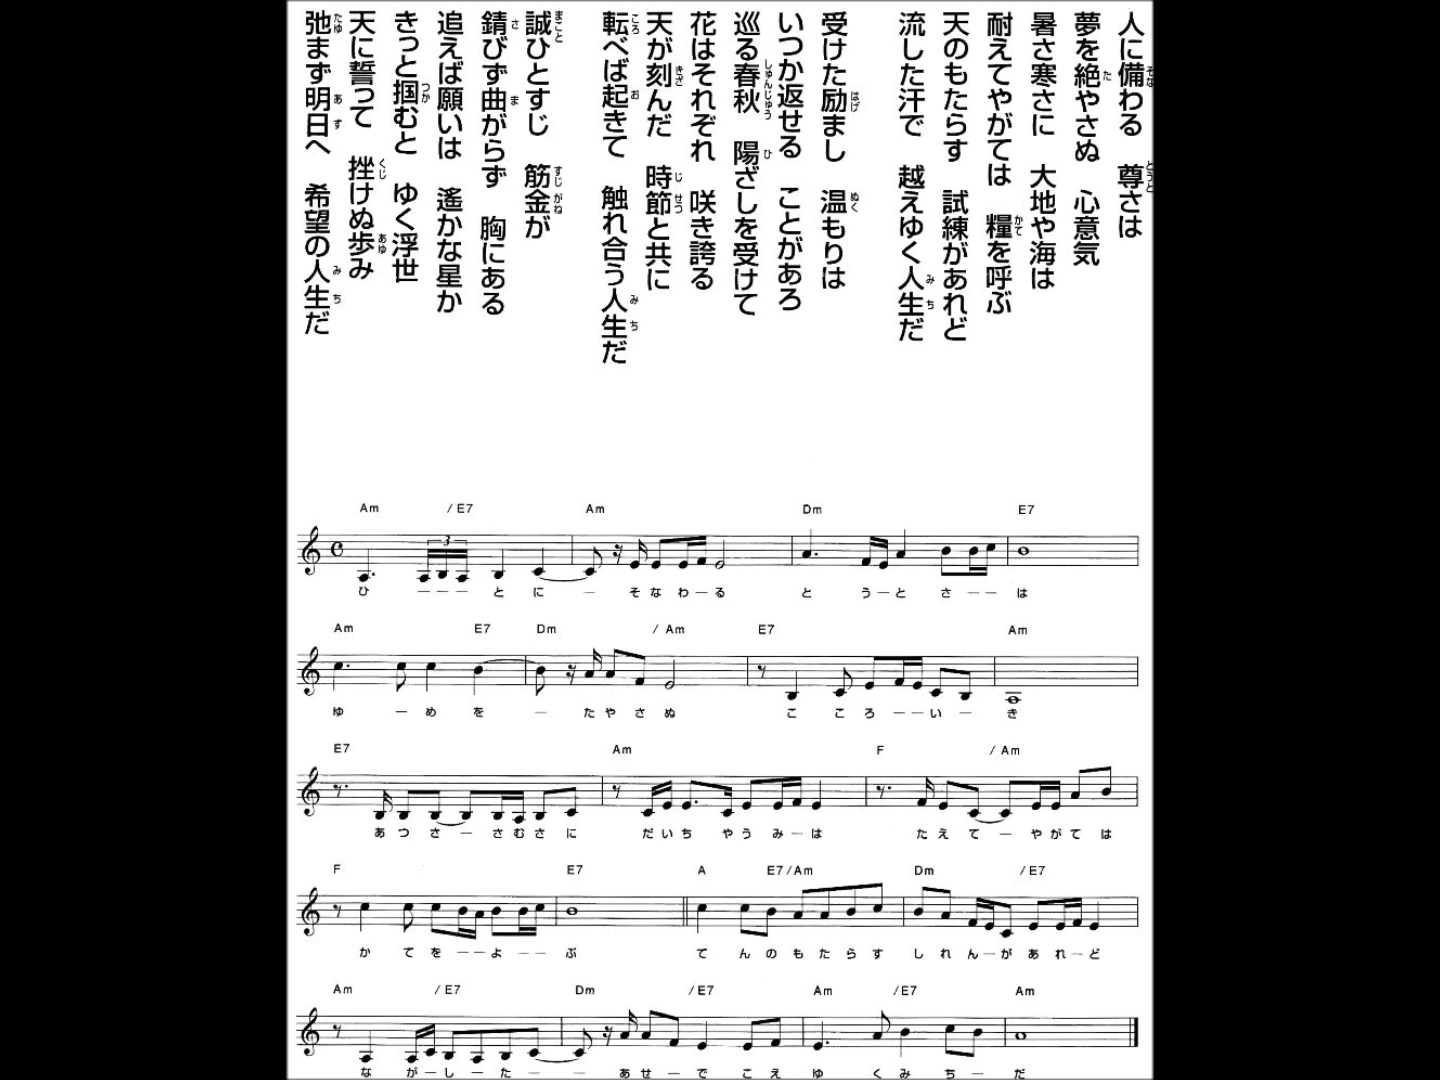 人に備わる　尊さは
夢を絶やさぬ　心意気
暑さ寒さに　大地や海は
耐えてやがては　糧を呼ぶ
天のもたらす　試練があれど
流した汗で　越えゆく人生だ
受けた励まし　温もりは
いつか返せる　ことがあろ
巡る春秋　陽ざしを受けて
花はそれぞれ　咲き誇る
天が刻んだ　時節と共に
転べば起きて　触れ合う人生だ
誠ひとすじ　筋金が
錆びず曲がらず　胸にある
追えば願いは　遙かな星か
きっと掴むと　ゆく浮世
天に誓って　挫けぬ歩み
弛まず明日へ　希望の人生だ
Am /E7 Am Dm E7
3
ひ ーーー と に ー そ な わ ー る と う ー と さ ーー は
Am E7 Dm / Am E7 Am
ゆ ー め を ー た や さ ぬ こ こ ろ ーー い ー き
E7 Am F / Am
あ つ さ ー さ む さ に だ い ち や う み ー は た え て ー や が て は
F E7 A E7/Am Dm /E7
か て を ーー よ ーー ぶ て ん の も た ら す し れ ん ー が あ れ ー ど
Am /E7 Dm /E7 Am /E7 Am
な が ー し ー た ー ー あ せ ー で こ え ゆ く み ち ー だ